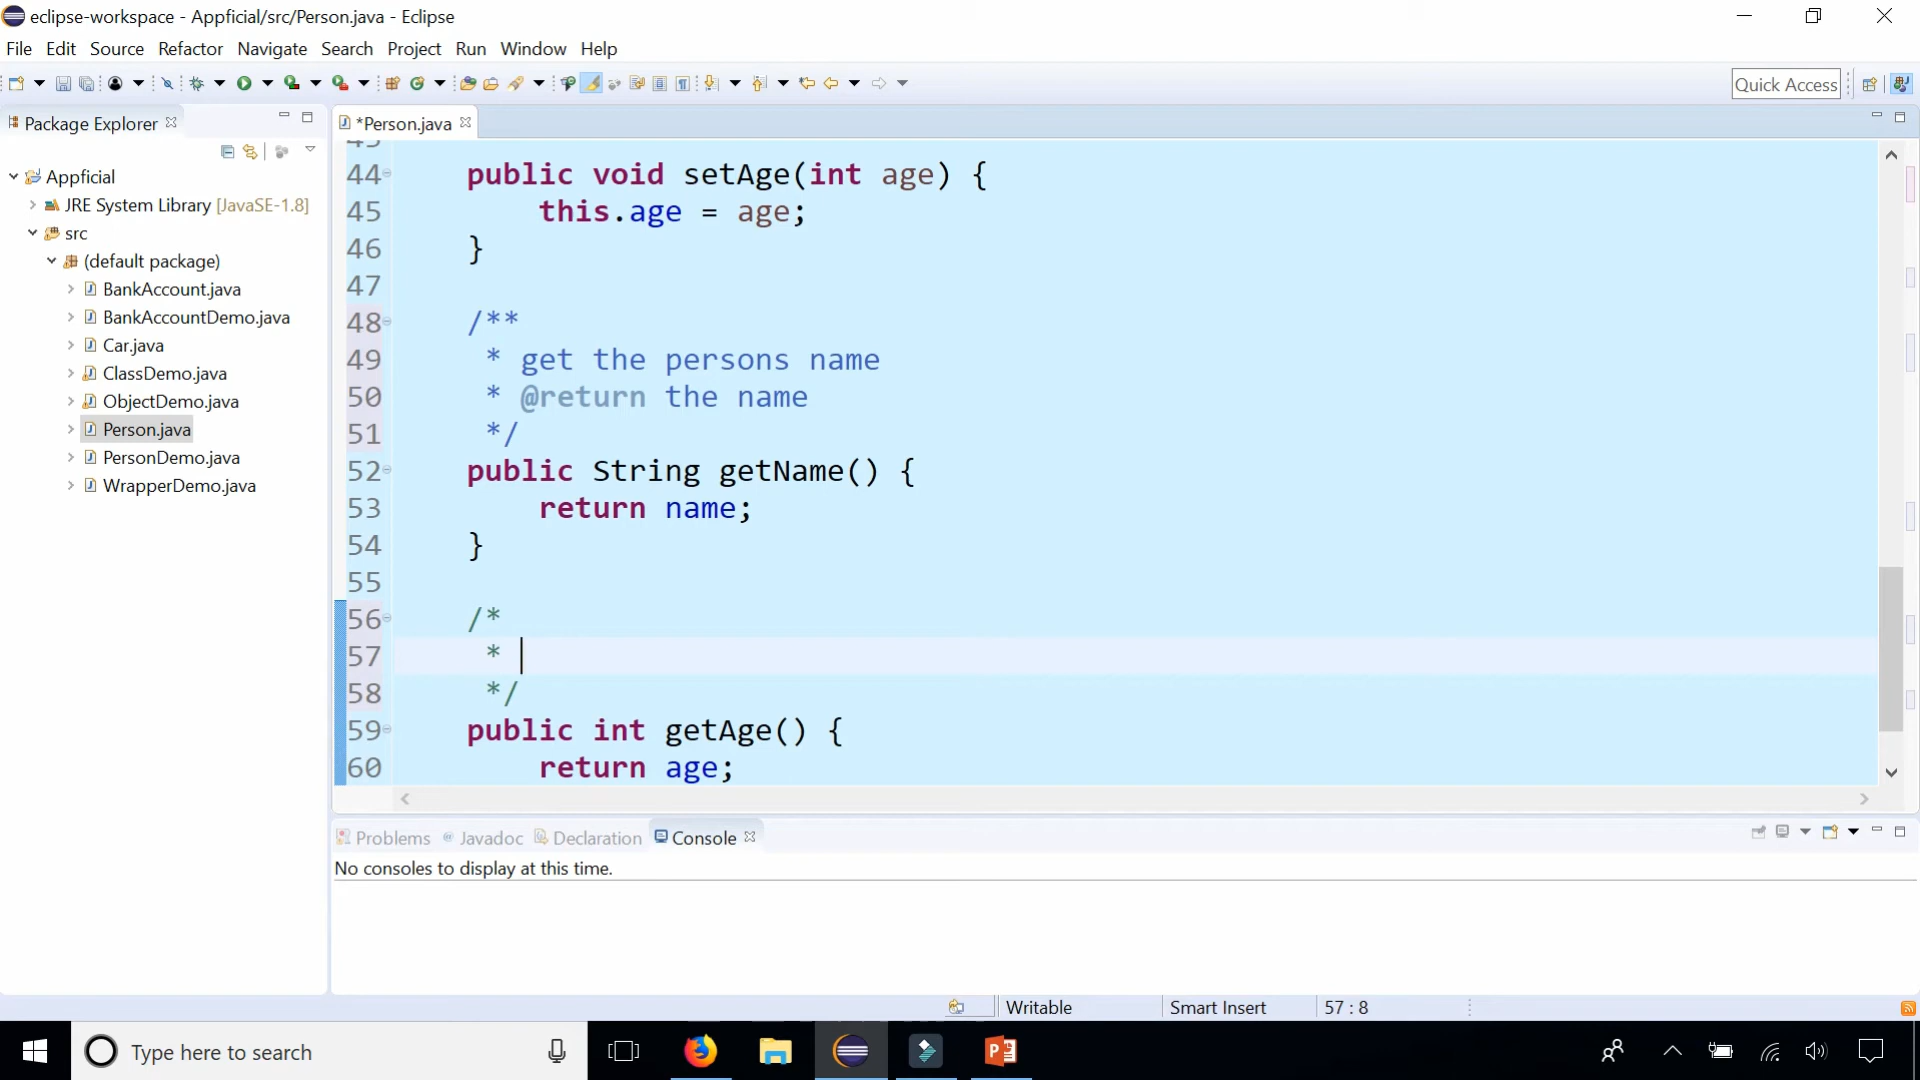 eclipse-workspace - Appficial/src/Person.java - Eclipse
File Edit Source Refactor Navigate Search Project Run Window Help
Quick Access
Package Explorer
*Person.java
Appficial
JRE System Library [JavaSE-1.8]
src
(default package)
BankAccount.java
BankAccountDemo.java
Car.java
ClassDemo.java
ObjectDemo.java
Person.java
PersonDemo.java
WrapperDemo.java
44 public void setAge(int age) {
45 this.age = age;
46 }
47
48 /**
49 * get the persons name
50 * @return the name
51 */
52 public String getName() {
53 return name;
54 }
55
56 /*
57 *
58 */
59 public int getAge() {
60 return age;
Problems Javadoc Declaration Console
No consoles to display at this time.
Writable Smart Insert 57 : 8
Type here to search